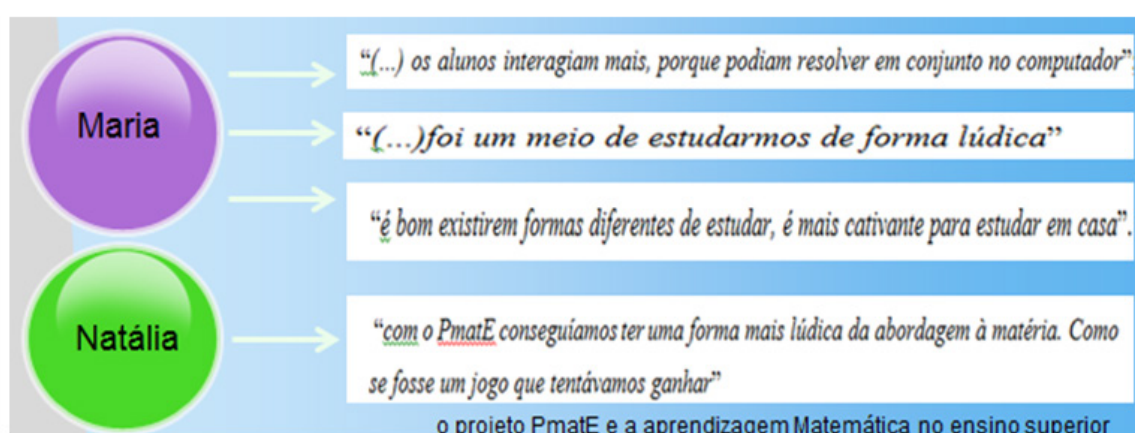 Maria
“(...) os alunos interagiam mais, porque podiam resolver em conjunto no computador”.
“(...)foi um meio de estudarmos de forma lúdica”
“é bom existirem formas diferentes de estudar, é mais cativante para estudar em casa”.
Natália
“com o PmatE conseguíamos ter uma forma mais lúdica da abordagem à matéria. Como
se fosse um jogo que tentávamos ganhar”
o projeto PmatE e a aprendizagem Matemática no ensino superior